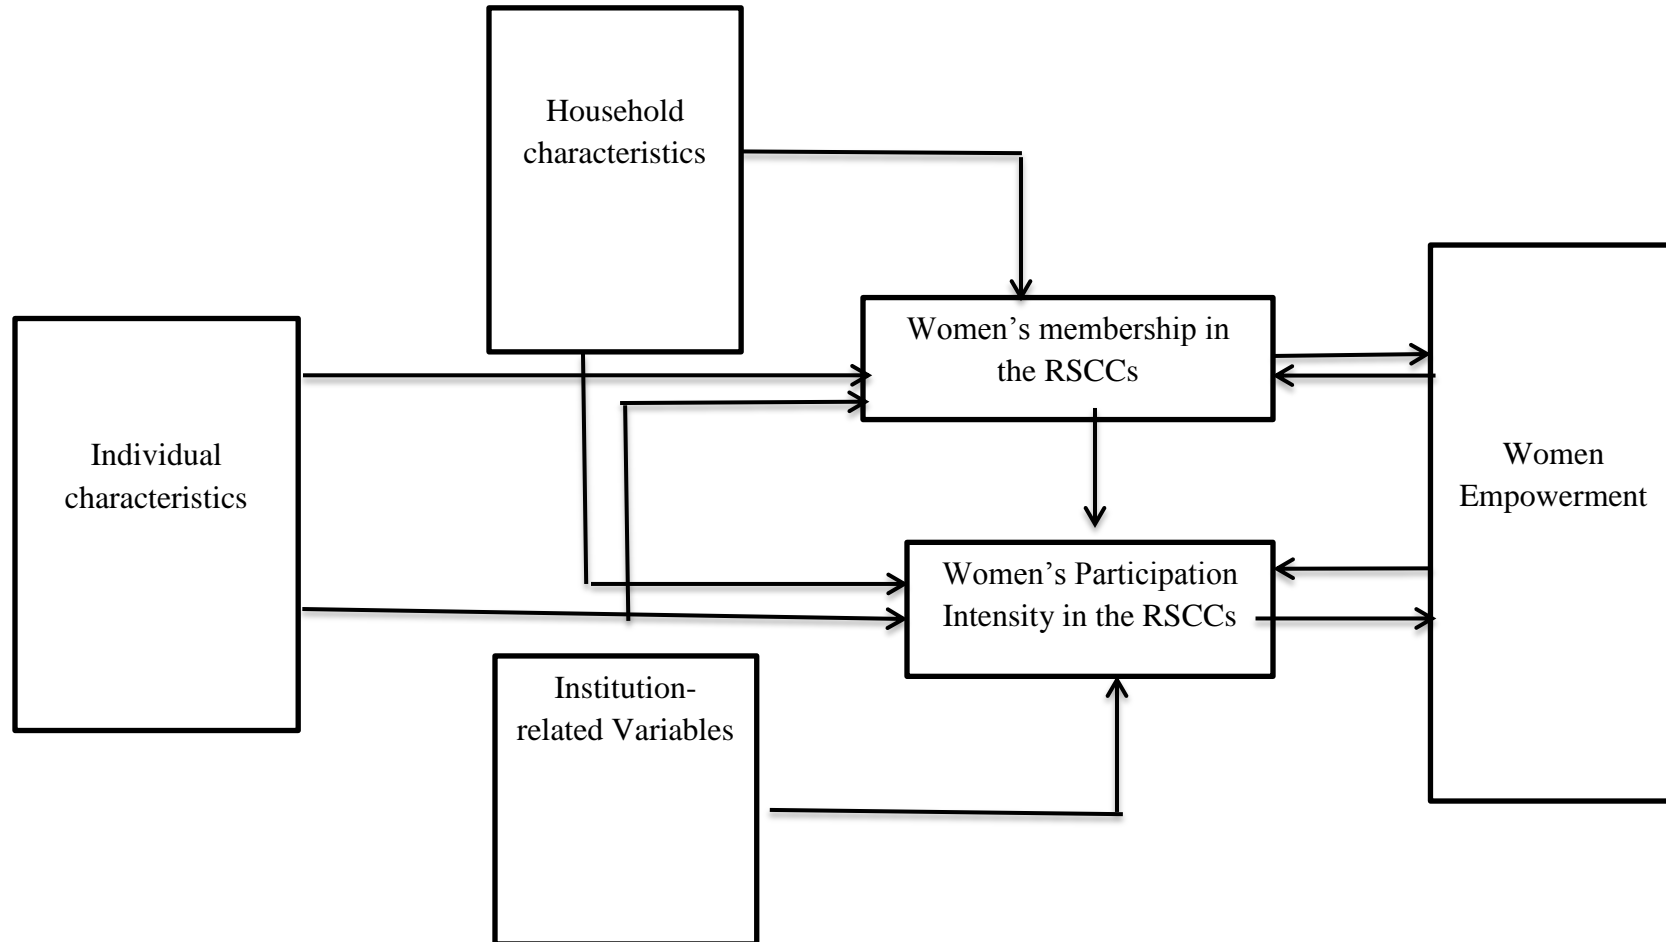 Household
characteristics
Women’s membership in
the RSCCs
Individual
characteristics
Women
Empowerment
Women’s Participation
Intensity in the RSCCs
Institution-
related Variables